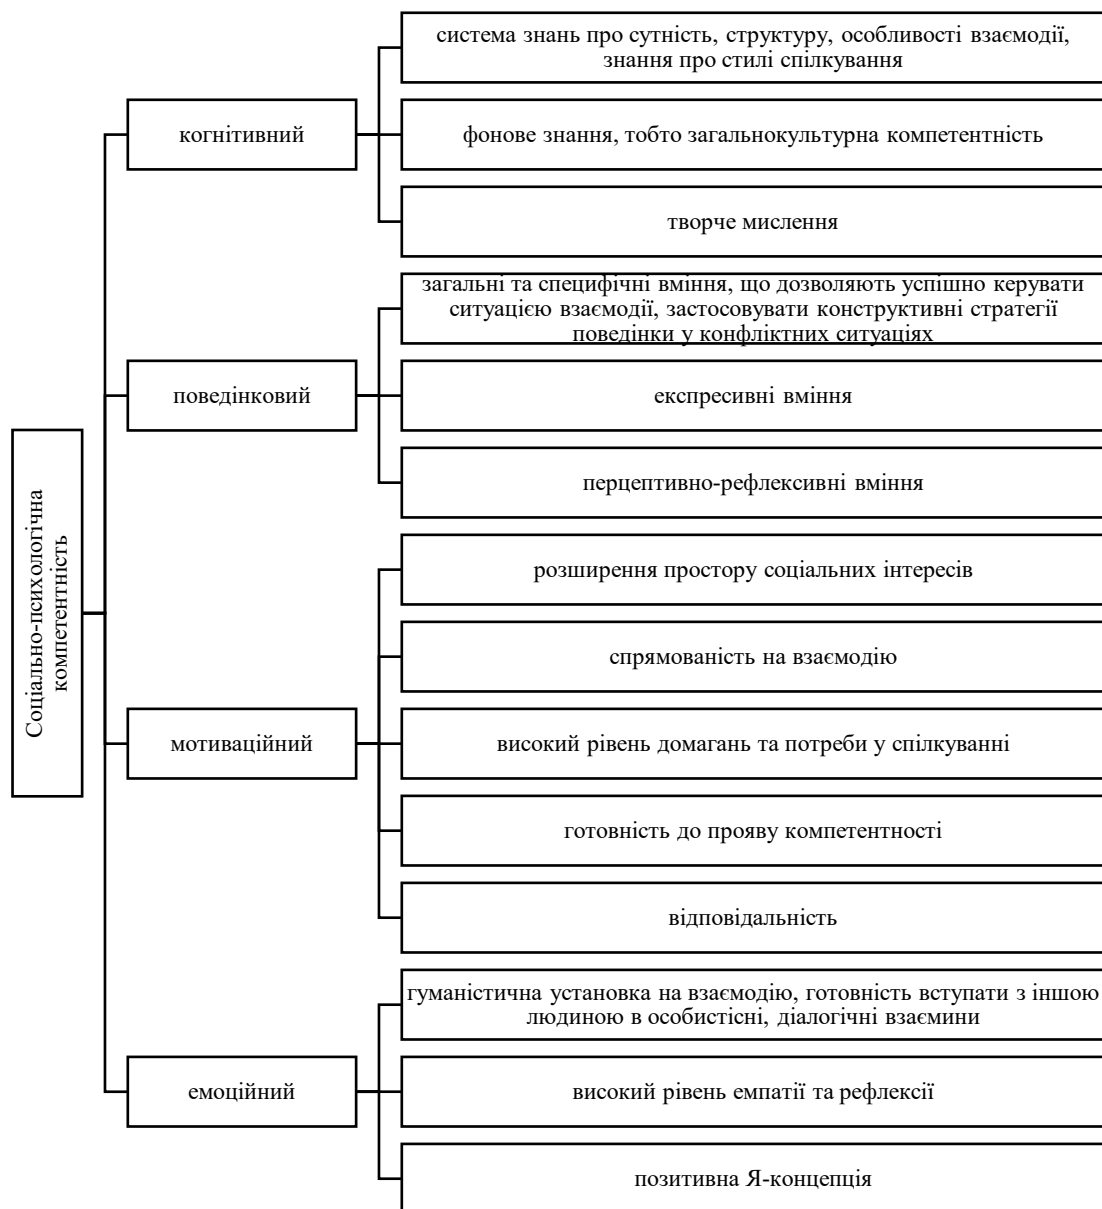 Соціально-психологічна
компетентність
когнітивний
система знань про сутність, структуру, особливості взаємодії,
знання про стилі спілкування
фонове знання, тобто загальнокультурна компетентність
творче мислення
поведінковий
загальні та специфічні вміння, що дозволяють успішно керувати
ситуацією взаємодії, застосовувати конструктивні стратегії
поведінки у конфліктних ситуаціях
експресивні вміння
перцептивно-рефлексивні вміння
мотиваційний
розширення простору соціальних інтересів
спрямованість на взаємодію
високий рівень домагань та потреби у спілкуванні
готовність до прояву компетентності
відповідальність
емоційний
гуманістична установка на взаємодію, готовність вступати з іншою
людиною в особистісні, діалогічні взаємини
високий рівень емпатії та рефлексії
позитивна Я-концепція